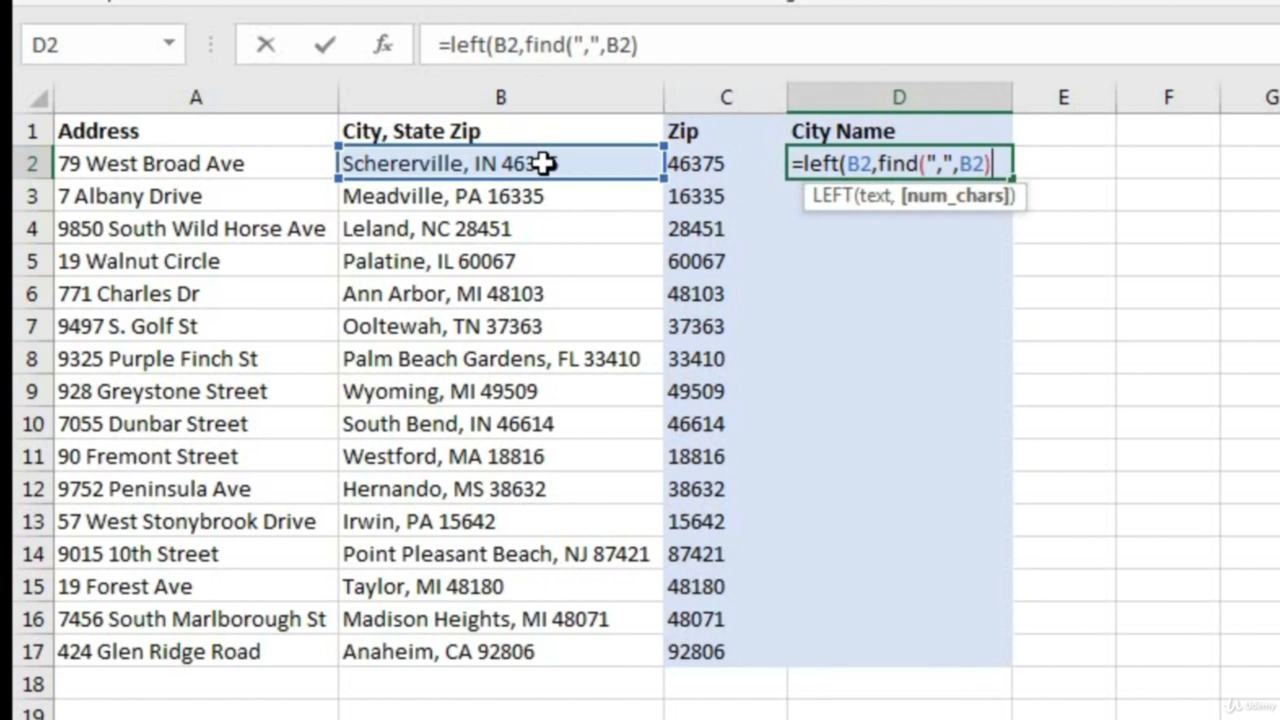 D2 =left(B2,find(",",B2)
A B C D E F G
1 Address City, State Zip Zip City Name
2 79 West Broad Ave Schererville, IN 46375 46375 =left(B2,find(",",B2)
LEFT(text, [num_chars])
3 7 Albany Drive Meadville, PA 16335 16335
4 9850 South Wild Horse Ave Leland, NC 28451 28451
5 19 Walnut Circle Palatine, IL 60067 60067
6 771 Charles Dr Ann Arbor, MI 48103 48103
7 9497 S. Golf St Ooltewah, TN 37363 37363
8 9325 Purple Finch St Palm Beach Gardens, FL 33410 33410
9 928 Greystone Street Wyoming, MI 49509 49509
10 7055 Dunbar Street South Bend, IN 46614 46614
11 90 Fremont Street Westford, MA 18816 18816
12 9752 Peninsula Ave Hernando, MS 38632 38632
13 57 West Stonybrook Drive Irwin, PA 15642 15642
14 9015 10th Street Point Pleasant Beach, NJ 87421 87421
15 19 Forest Ave Taylor, MI 48180 48180
16 7456 South Marlborough St Madison Heights, MI 48071 48071
17 424 Glen Ridge Road Anaheim, CA 92806 92806
18
19
Udemy